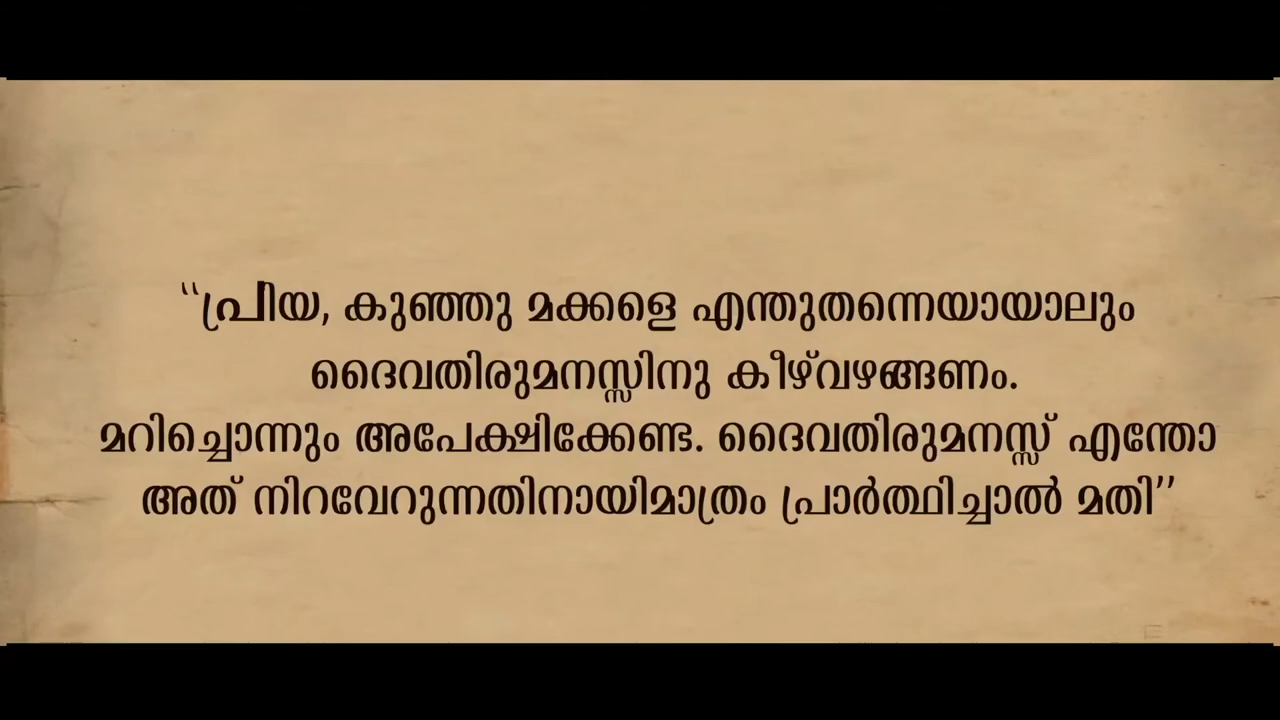 “പ്രിയ, കുഞ്ഞു മക്കളെ എന്തുതന്നെയായാലും
ദൈവതിരുമനസ്സിനു കീഴ്‌വഴങ്ങണം.
മറിച്ചൊന്നും അപേക്ഷിക്കേണ്ട. ദൈവതിരുമനസ്സ് എന്തോ
അത് നിറവേറുന്നതിനായിമാത്രം പ്രാർത്ഥിച്ചാൽ മതി”